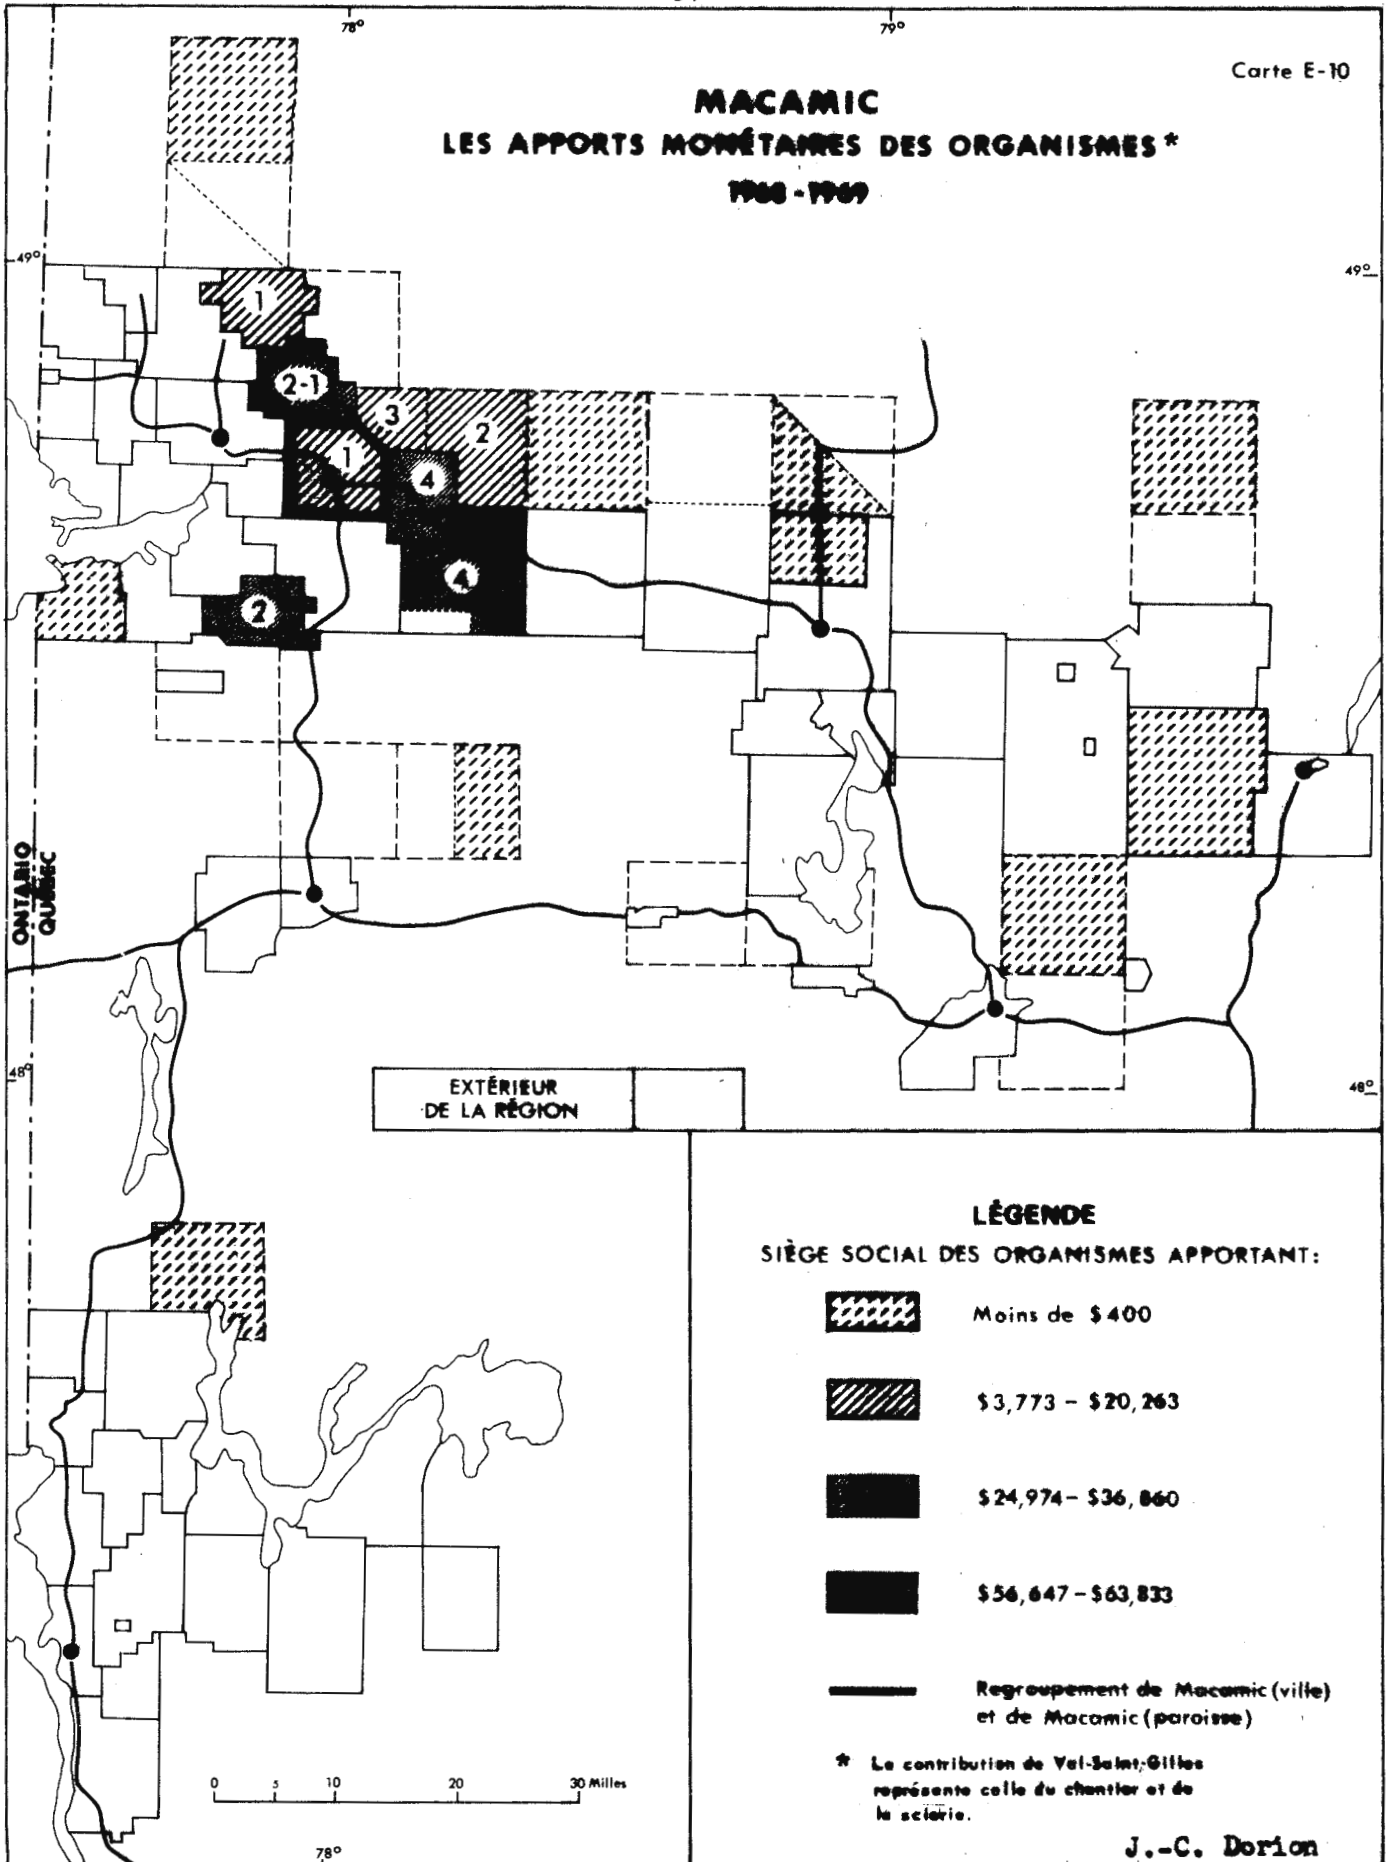 78° 79°
Carte E-10
MACAMIC
LES APPORTS MONÉTAIRES DES ORGANISMES*
1968 - 1969
49° 49°
1
2-1
3
2
1
4
4
2
ONTARIO
QUÉBEC
48° 48°
EXTÉRIEUR
DE LA RÉGION
LÉGENDE
SIÈGE SOCIAL DES ORGANISMES APPORTANT:
Moins de $400
$3,773 - $20,263
$24,974 - $36,860
$56,647 - $63,833
Regroupement de Macamic (ville)
et de Macamic (paroisse)
* La contribution de Val-Saint-Gilles
représente celle du chantier et de
la scierie.
0 5 10 20 30 Milles
J.-C. Dorion
78°